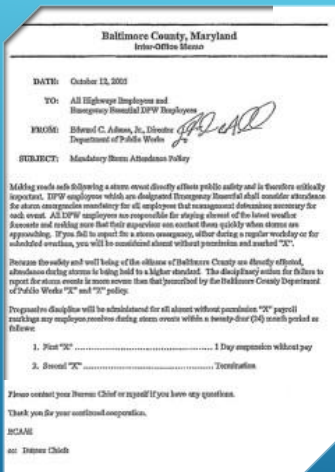 Baltimore County, Maryland
Inter-Office Memo
DATE: October 12, 2005
TO: All Highways Employees and
Emergency Essential DPW Employees
FROM: Edward C. Adams, Jr., Director
Department of Public Works
SUBJECT: Mandatory Storm Attendance Policy
Making roads safe following a storm event directly affects public safety and is therefore critically
important. DPW employees which are designated Emergency Essential shall consider attendance
for storm emergencies mandatory for all employees that management determines necessary for
each event. All DPW employees are responsible for staying abreast of the latest weather
forecasts and making sure that their supervisor can contact them quickly when storms are
approaching. If you fail to report for a storm emergency, either during a regular workday or for
scheduled overtime, you will be considered absent without permission and marked "X".
Because the safety and well being of the citizens of Baltimore County are directly affected,
attendance during storms is being held to a higher standard. The disciplinary action for failure to
report for storm events is more severe than that prescribed by the Baltimore County Department
of Public Works "X" and policy.
Progressive discipline will be administered for all absent without permission "X" payroll
markings any employee receives during storm events within a twenty-four (24) month period as
follows:
1. First "X" ........................................ 1 Day suspension without pay
2. Second "X" ........................................ Termination
Please contact your Bureau Chief or myself if you have any questions.
Thank you for your continued cooperation.
cc: Bureau Chiefs